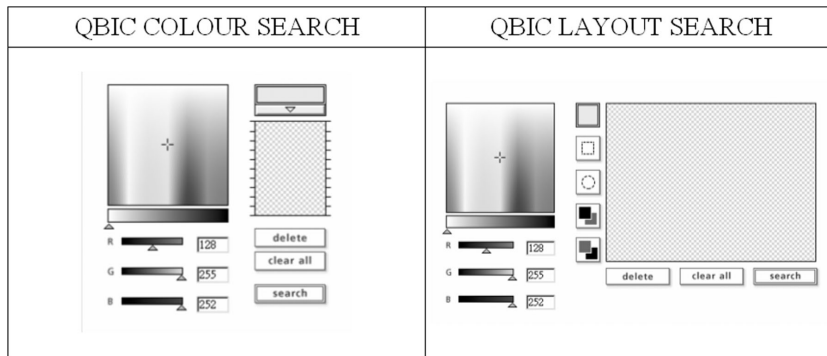 QBIC COLOUR SEARCH
R 128
G 255
B 252
delete
clear all
search
QBIC LAYOUT SEARCH
R 128
G 255
B 252
delete clear all search